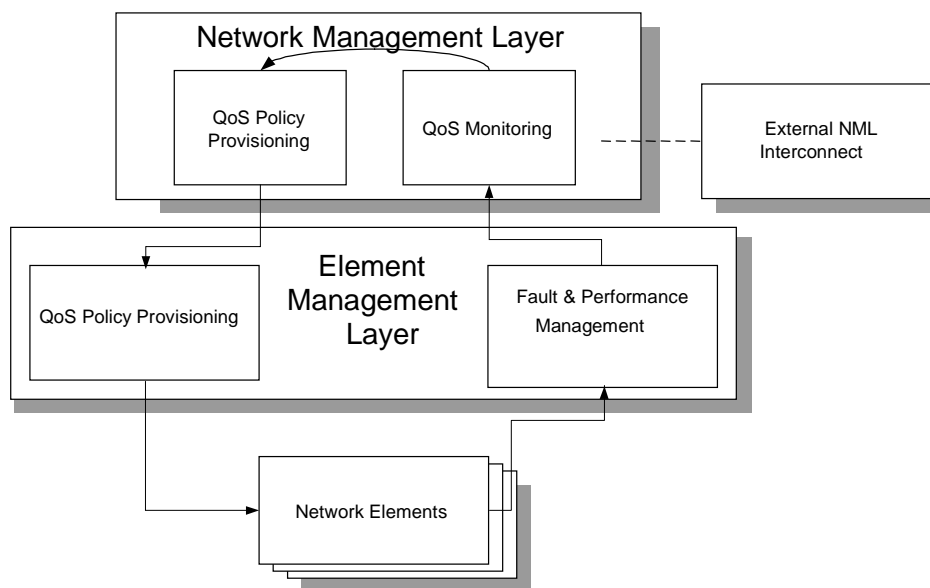 Network Management Layer
QoS Policy
Provisioning
QoS Monitoring
External NML
Interconnect
Element
Management
Layer
QoS Policy Provisioning
Fault & Performance
Management
Network Elements